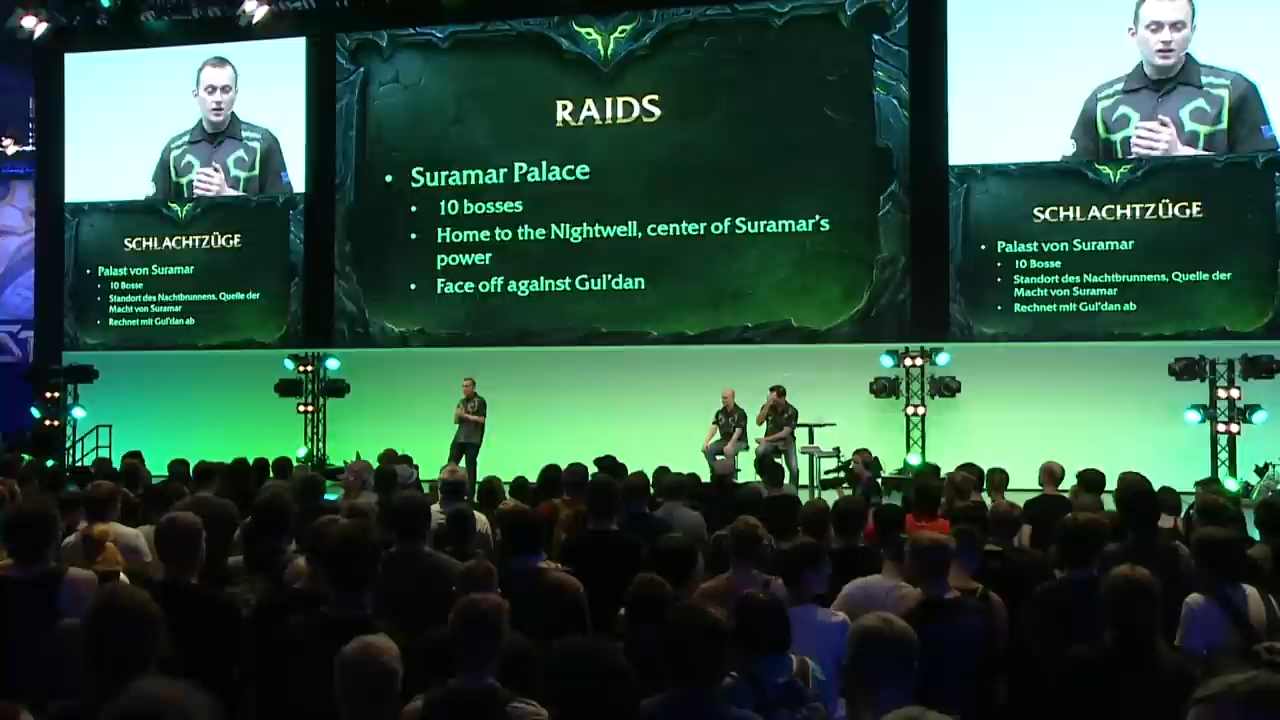 RAIDS
• Suramar Palace
• 10 bosses
• Home to the Nightwell, center of Suramar's
power
• Face off against Gul'dan
SCHLACHTZÜGE
• Palast von Suramar
• 10 Bosse
• Standort des Nachtbrunnens, Quelle der
Macht von Suramar
• Rechnet mit Gul'dan ab
SCHLACHTZÜGE
• Palast von Suramar
• 10 Bosse
• Standort des Nachtbrunnens, Quelle der
Macht von Suramar
• Rechnet mit Gul'dan ab